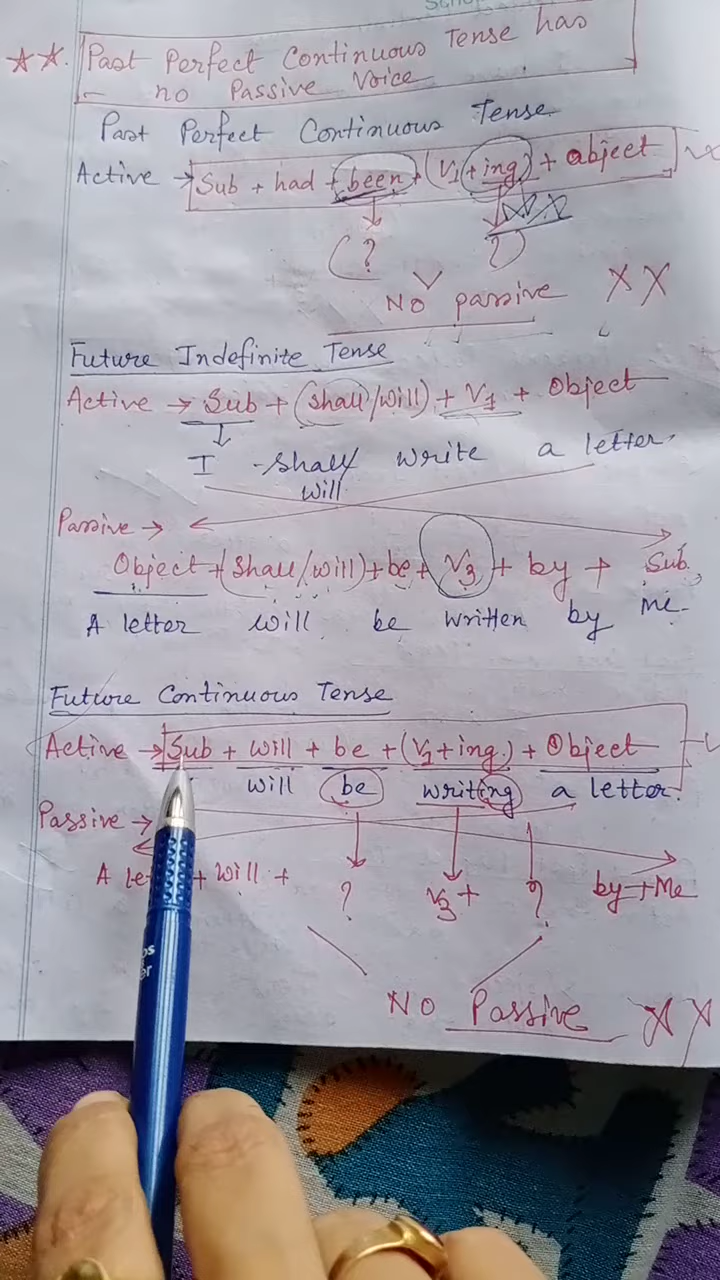 ** Past Perfect Continuous Tense has
- no Passive Voice
Past Perfect Continuous Tense
Active → Sub + had + been + (V1 + ing) + object
(? ?)
No passive XX
Future Indefinite Tense
Active → Sub + (shall/will) + V1 + Object
I shall write a letter.
will
Passive →
Object + (shall/will) + be + V3 + by + Sub
A letter will be written by me.
Future Continuous Tense
Active → Sub + will + be + (V1 + ing) + Object
will be writing a letter.
Passive →
A le + will + ? V3 + ? by + Me
No Passive XX